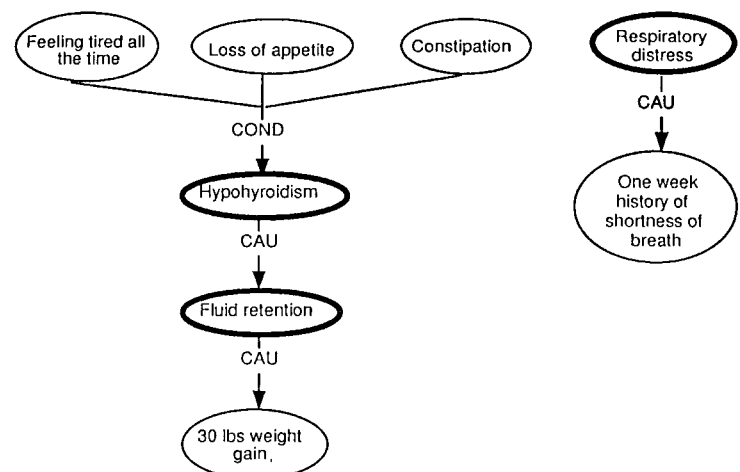 Feeling tired all
the time
Loss of appetite
Constipation
Respiratory
distress
COND
CAU
Hypohyroidism
One week
history of
shortness of
breath
CAU
Fluid retention
CAU
30 lbs weight
gain,